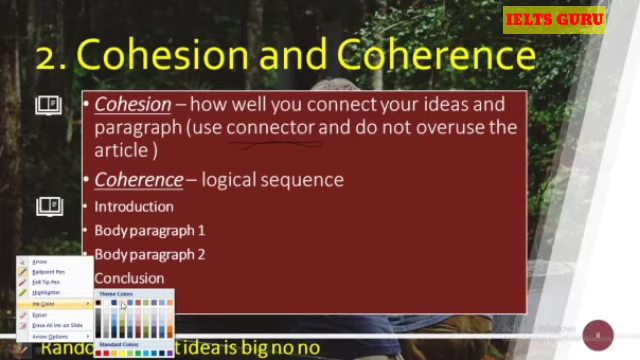 IELTS GURU
2. Cohesion and Coherence
• Cohesion – how well you connect your ideas and
paragraph (use connector and do not overuse the
article )
• Coherence – logical sequence
• Introduction
• Body paragraph 1
• Body paragraph 2
Conclusion
Arrow
Ballpoint Pen
Felt Tip Pen
Highlighter
Ink Color
Eraser
Erase All Ink on Slide
Arrow Options
Theme Colors
Standard Colors
Activate Windows
t idea is big no no